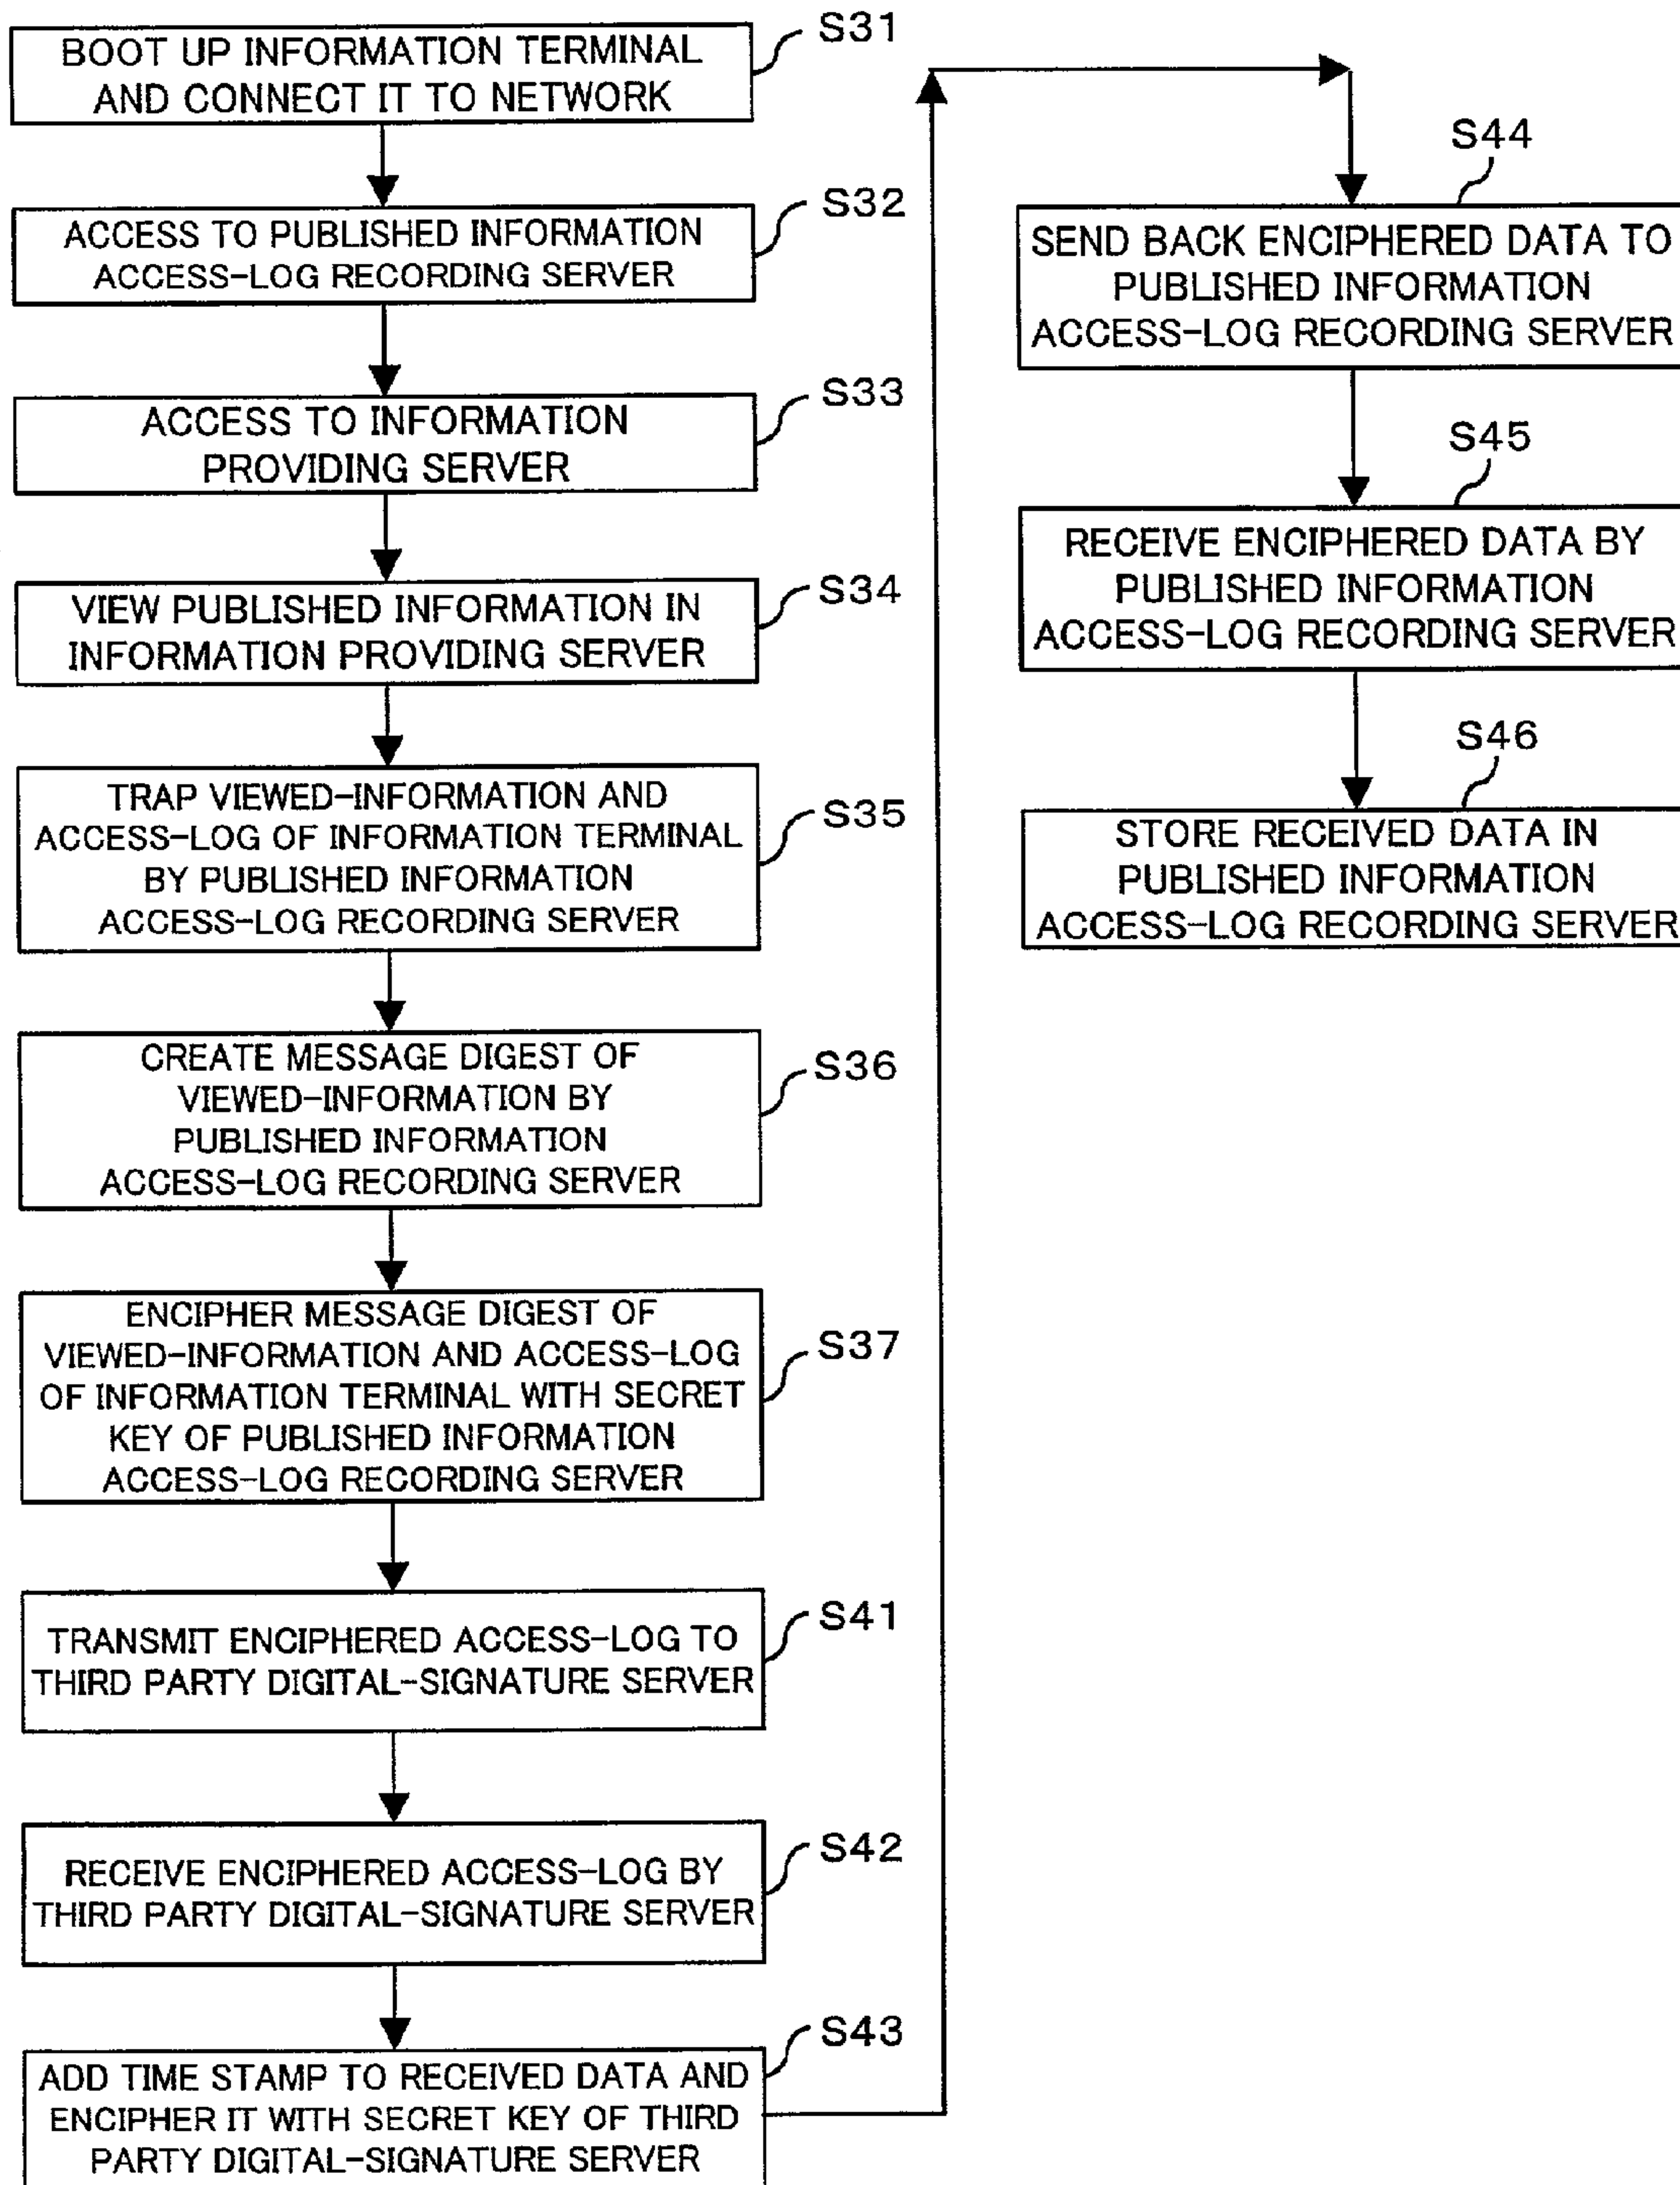 S31
BOOT UP INFORMATION TERMINAL
AND CONNECT IT TO NETWORK
S32
ACCESS TO PUBLISHED INFORMATION
ACCESS-LOG RECORDING SERVER
S33
ACCESS TO INFORMATION
PROVIDING SERVER
S34
VIEW PUBLISHED INFORMATION IN
INFORMATION PROVIDING SERVER
S35
TRAP VIEWED-INFORMATION AND
ACCESS-LOG OF INFORMATION TERMINAL
BY PUBLISHED INFORMATION
ACCESS-LOG RECORDING SERVER
S36
CREATE MESSAGE DIGEST OF
VIEWED-INFORMATION BY
PUBLISHED INFORMATION
ACCESS-LOG RECORDING SERVER
S37
ENCIPHER MESSAGE DIGEST OF
VIEWED-INFORMATION AND ACCESS-LOG
OF INFORMATION TERMINAL WITH SECRET
KEY OF PUBLISHED INFORMATION
ACCESS-LOG RECORDING SERVER
S41
TRANSMIT ENCIPHERED ACCESS-LOG TO
THIRD PARTY DIGITAL-SIGNATURE SERVER
S42
RECEIVE ENCIPHERED ACCESS-LOG BY
THIRD PARTY DIGITAL-SIGNATURE SERVER
S43
ADD TIME STAMP TO RECEIVED DATA AND
ENCIPHER IT WITH SECRET KEY OF THIRD
PARTY DIGITAL-SIGNATURE SERVER
S44
SEND BACK ENCIPHERED DATA TO
PUBLISHED INFORMATION
ACCESS-LOG RECORDING SERVER
S45
RECEIVE ENCIPHERED DATA BY
PUBLISHED INFORMATION
ACCESS-LOG RECORDING SERVER
S46
STORE RECEIVED DATA IN
PUBLISHED INFORMATION
ACCESS-LOG RECORDING SERVER